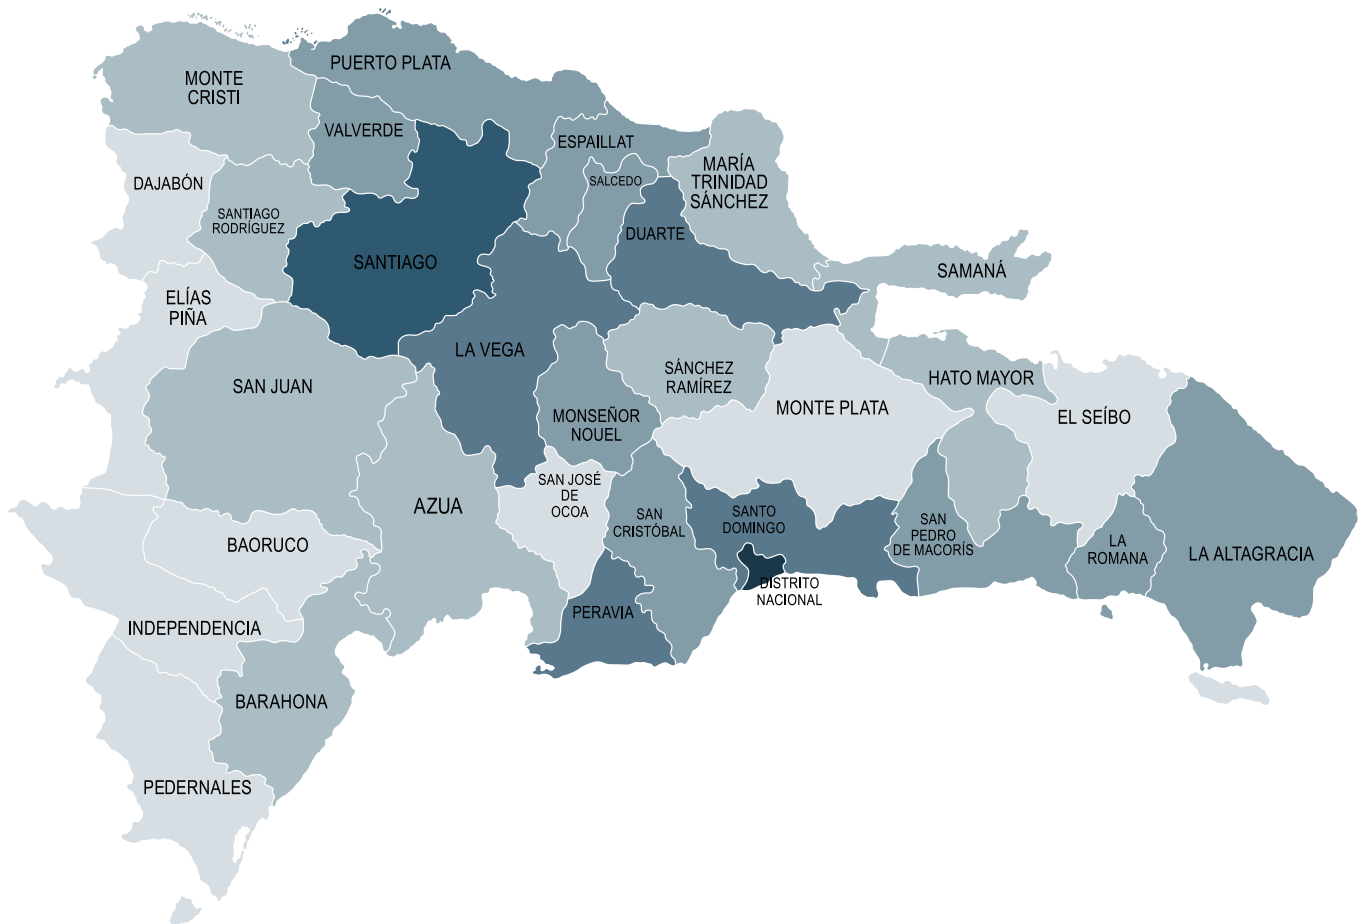 PUERTO PLATA
MONTE
CRISTI
VALVERDE
ESPAILLAT
MARÍA
TRINIDAD
SÁNCHEZ
DAJABÓN
SALCEDO
SANTIAGO
RODRÍGUEZ
DUARTE
SANTIAGO
SAMANÁ
ELÍAS
PIÑA
LA VEGA
SÁNCHEZ
RAMÍREZ
HATO MAYOR
SAN JUAN
MONTE PLATA
EL SEÍBO
MONSEÑOR
NOUEL
SAN JOSÉ
DE
OCOA
AZUA
SAN
CRISTÓBAL
SANTO
DOMINGO
SAN
PEDRO
DE MACORÍS
LA
ROMANA
LA ALTAGRACIA
BAORUCO
DISTRITO
NACIONAL
PERAVIA
INDEPENDENCIA
BARAHONA
PEDERNALES